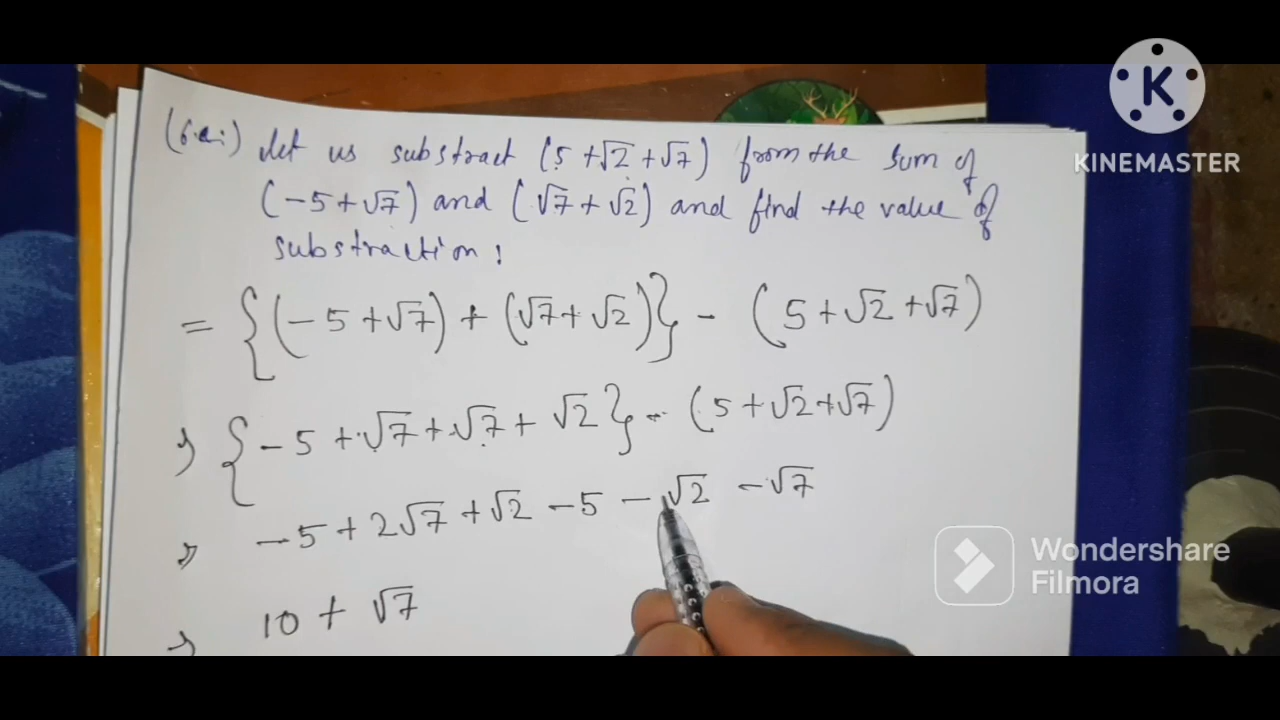 (6.a:) Let us substract (5 + √2 + √7) from the sum of
(-5 + √7) and (√7 + √2) and find the value of
substraction:
= {(-5 + √7) + (√7 + √2)} - (5 + √2 + √7)
⇒ {-5 + √7 + √7 + √2} - (5 + √2 + √7)
⇒ -5 + 2√7 + √2 - 5 - √2 - √7
⇒ 10 + √7
K
KINEMASTER
Wondershare
Filmora